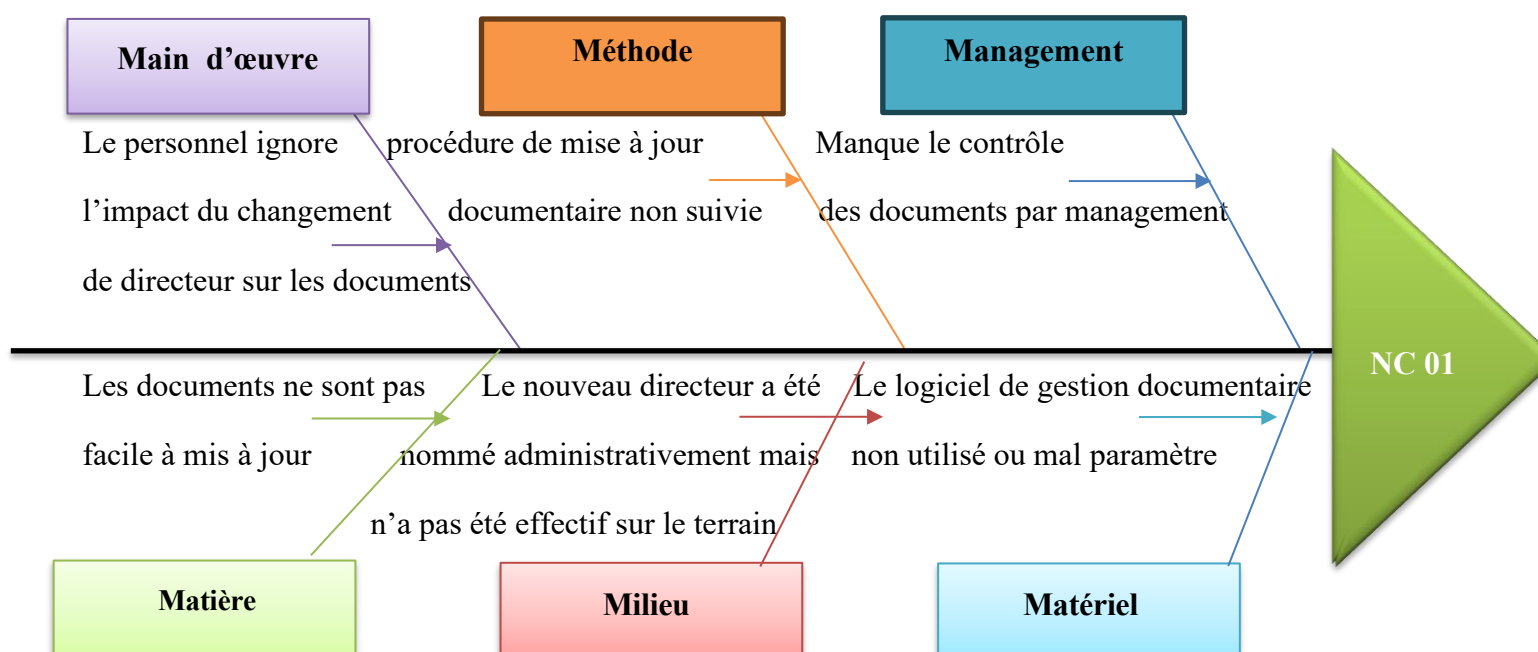 Main d’œuvre
Méthode
Management
Le personnel ignore
l’impact du changement
de directeur sur les documents
procédure de mise à jour
documentaire non suivie
Manque le contrôle
des documents par management
NC 01
Les documents ne sont pas
facile à mis à jour
Le nouveau directeur a été
nommé administrativement mais
n’a pas été effectif sur le terrain
Le logiciel de gestion documentaire
non utilisé ou mal paramètre
Matière
Milieu
Matériel